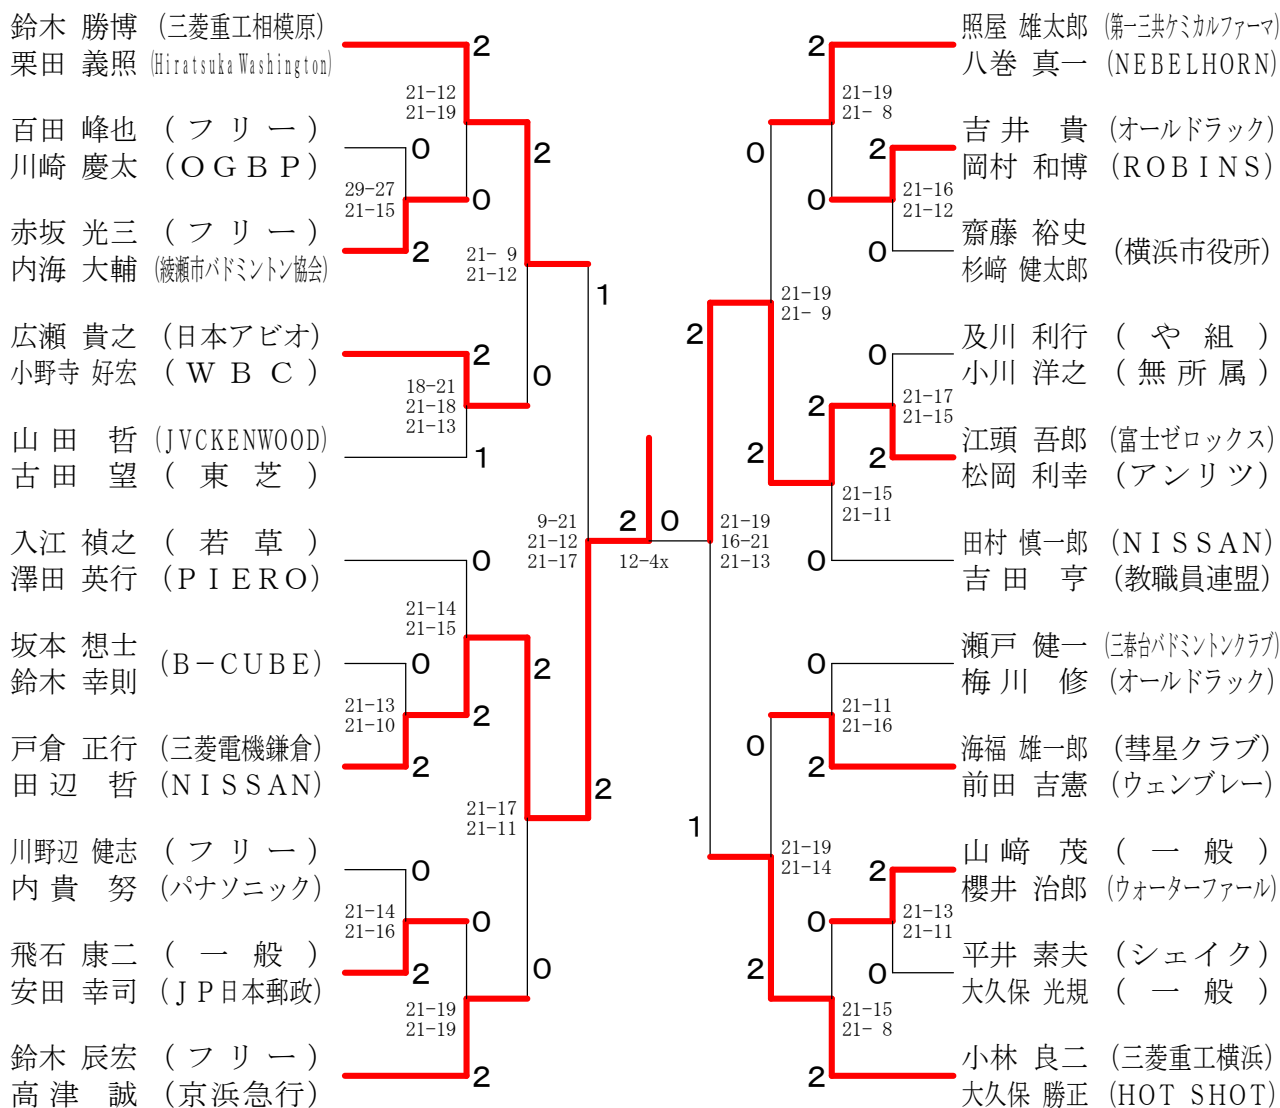 鈴木 勝博 (三菱重工相模原)
栗田 義照 (Hiratsuka Washington)
2
21-12
21-19
百田 峰也 (フリー)
川崎 慶太 (OGBP)
0
2
29-27
21-15
0
赤坂 光三 (フリー)
内海 大輔 (綾瀬市バドミントン協会)
2
21- 9
21-12
1
広瀬 貴之 (日本アビオ)
小野寺 好宏 (WBC)
2
0
18-21
21-18
21-13
山田 哲 (JVCKENWOOD)
古田 望 (東芝)
1
入江 禎之 (若草)
澤田 英行 (PIERO)
0
9-21
21-12
21-17
21-14
21-15
坂本 想士
鈴木 幸則
(B-CUBE)
0
2
21-13
21-10
2
戸倉 正行 (三菱電機鎌倉)
田辺 哲 (NISSAN)
2
2
21-17
21-11
川野辺 健志 (フリー)
内貴 努 (パナソニック)
0
21-14
21-16
0
飛石 康二 (一般)
安田 幸司 (JP日本郵政)
2
0
21-19
21-19
鈴木 辰宏 (フリー)
高津 誠 (京浜急行)
2
2
0
12-4x
照屋 雄太郎 (第一三共ケミカルファーマ)
八巻 真一 (NEBELHORN)
2
21-19
21- 8
吉井 貴 (オールドラック)
岡村 和博 (ROBINS)
2
0
21-16
21-12
0
齋藤 裕史
杉﨑 健太郎
(横浜市役所)
0
21-19
21- 9
2
及川 利行 (や組)
小川 洋之 (無所属)
0
21-17
21-15
2
江頭 吾郎 (富士ゼロックス)
松岡 利幸 (アンリツ)
2
2
21-15
21-11
田村 慎一郎 (NISSAN)
吉田 亨 (教職員連盟)
0
21-19
16-21
21-13
瀬戸 健一 (三春台バドミントンクラブ)
梅川 修 (オールドラック)
0
21-11
21-16
0
海福 雄一郎 (彗星クラブ)
前田 吉憲 (ウェンブレー)
2
1
21-19
21-14
山﨑 茂 (一般)
櫻井 治郎 (ウォーターファール)
2
21-13
21-11
0
平井 素夫 (シェイク)
大久保 光規 (一般)
0
2
21-15
21- 8
小林 良二 (三菱重工横浜)
大久保 勝正 (HOT SHOT)
2